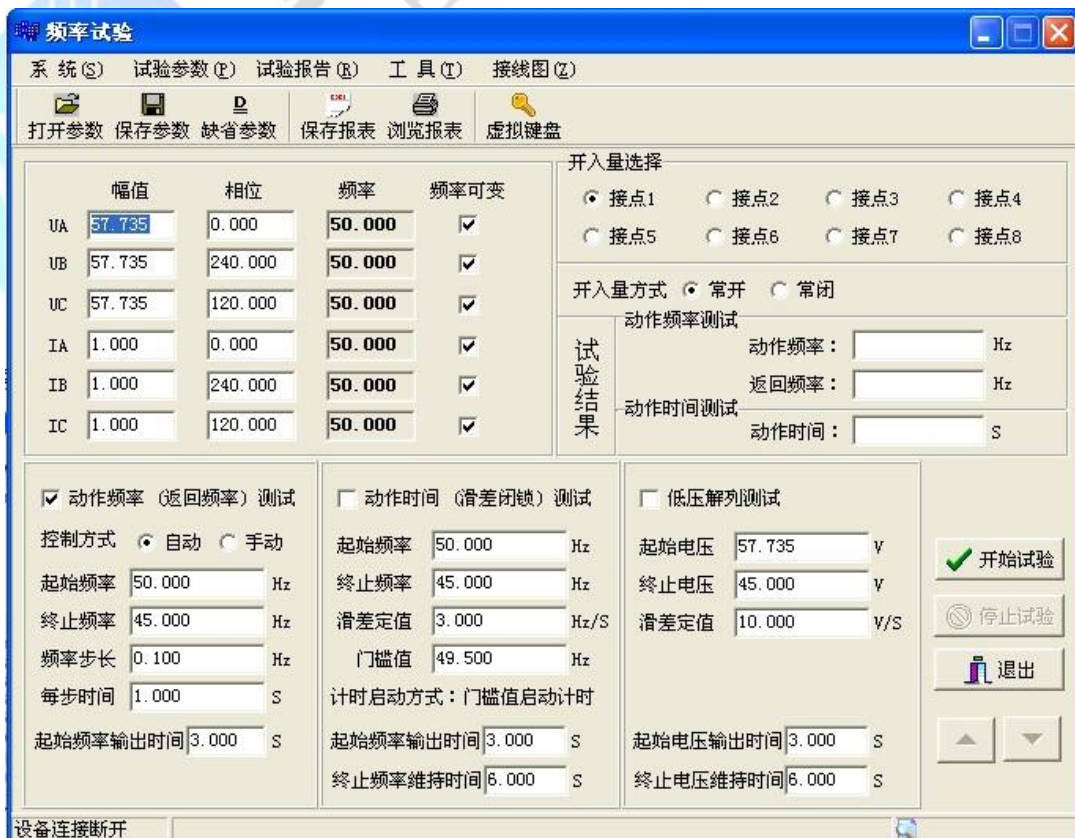 频率试验
系 统(S) 试验参数(P) 试验报告(R) 工 具(T) 接线图(Z)
打开参数 保存参数 缺省参数 保存报表 浏览报表 虚拟键盘
幅值 相位 频率 频率可变
UA 57.735 0.000 50.000
UB 57.735 240.000 50.000
UC 57.735 120.000 50.000
IA 1.000 0.000 50.000
IB 1.000 240.000 50.000
IC 1.000 120.000 50.000
开入量选择
接点1 接点2 接点3 接点4
接点5 接点6 接点7 接点8
开入量方式 常开 常闭
试验结果
动作频率测试
动作频率： Hz
返回频率： Hz
动作时间测试
动作时间： S
动作频率（返回频率）测试
控制方式 自动 手动
起始频率 50.000 Hz
终止频率 45.000 Hz
频率步长 0.100 Hz
每步时间 1.000 S
起始频率输出时间 3.000 S
动作时间（滑差闭锁）测试
起始频率 50.000 Hz
终止频率 45.000 Hz
滑差定值 3.000 Hz/S
门槛值 49.500 Hz
计时启动方式：门槛值启动计时
起始频率输出时间 3.000 S
终止频率维持时间 6.000 S
低压解列测试
起始电压 57.735 V
终止电压 45.000 V
滑差定值 10.000 V/S
起始电压输出时间 3.000 S
终止电压维持时间 6.000 S
开始试验
停止试验
退出
设备连接断开